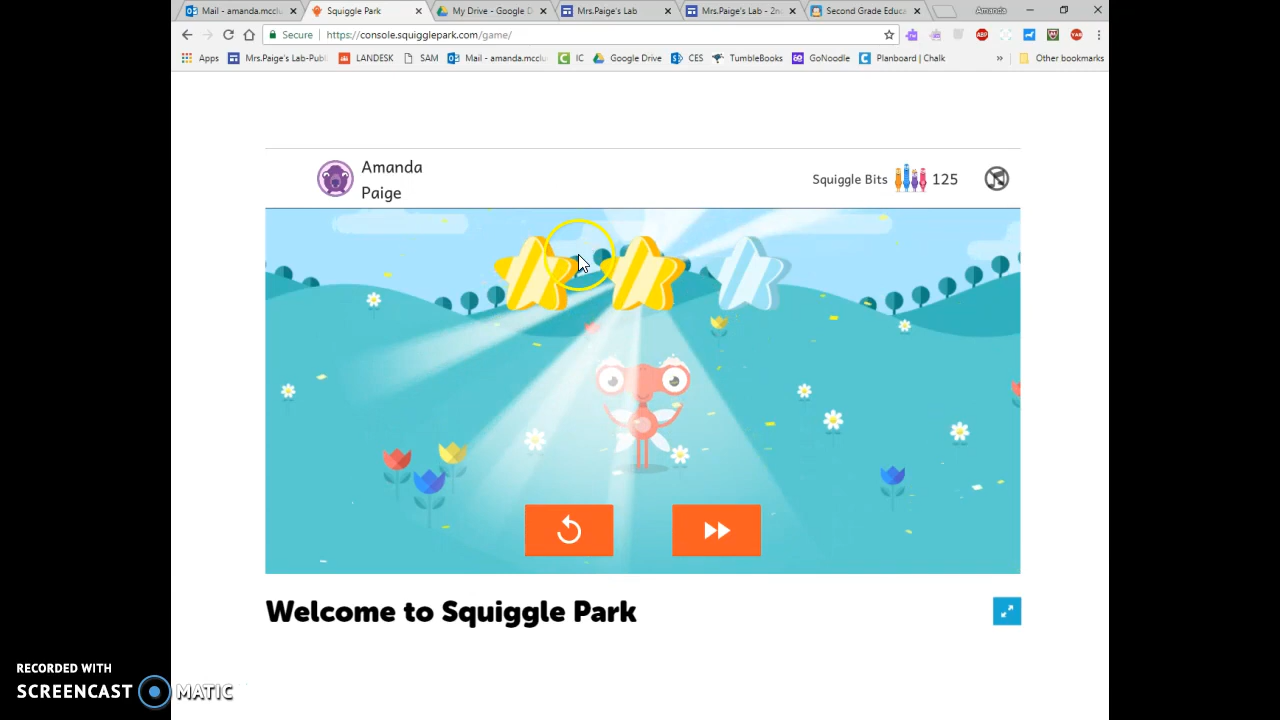 Mail - amanda.mcclu
Squiggle Park
My Drive - Google D
Mrs.Paige's Lab
Mrs.Paige's Lab - 2nd
Second Grade Educa
Amanda
Secure
https://console.squigglepark.com/game/
ABP
Apps
Mrs.Paige's Lab-Publ
LANDESK
SAM
Mail - amanda.mcclu
IC
Google Drive
CES
TumbleBooks
GoNoodle
Planboard | Chalk
»
Other bookmarks
Amanda
Paige
Squiggle Bits
125
Welcome to Squiggle Park
RECORDED WITH
SCREENCAST MATIC